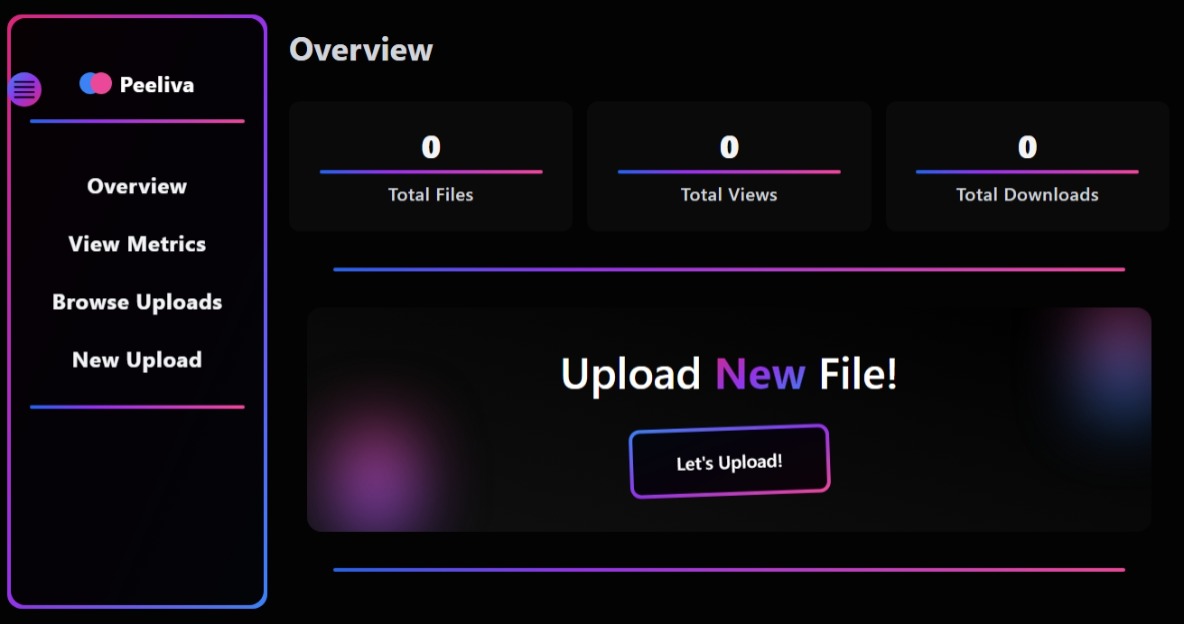 Peeliva
Overview
View Metrics
Browse Uploads
New Upload
Overview
0
Total Files
0
Total Views
0
Total Downloads
Upload New File!
Let's Upload!